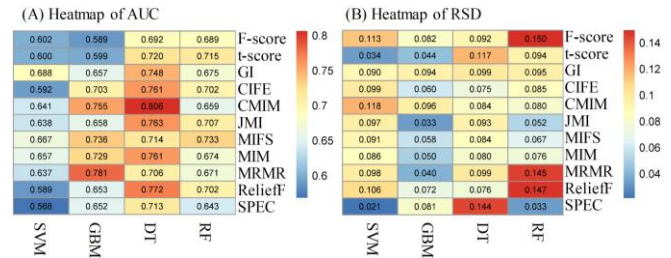 (A) Heatmap of AUC
0.602 0.589 0.692 0.689 F-score
0.600 0.599 0.720 0.715 t-score
0.688 0.657 0.748 0.675 GI
0.592 0.703 0.761 0.702 CIFE
0.641 0.755 0.806 0.659 CMIM
0.638 0.658 0.763 0.707 JMI
0.667 0.736 0.714 0.733 MIFS
0.657 0.729 0.761 0.674 MIM
0.637 0.781 0.706 0.671 MRMR
0.589 0.653 0.772 0.702 ReliefF
0.568 0.652 0.713 0.643 SPEC
SVM GBM DT RF
0.8
0.7
0.6
(B) Heatmap of RSD
0.113 0.082 0.092 0.150 F-score
0.034 0.044 0.117 0.094 t-score
0.090 0.094 0.099 0.095 GI
0.099 0.060 0.075 0.085 CIFE
0.118 0.096 0.084 0.080 CMIM
0.097 0.033 0.093 0.052 JMI
0.091 0.058 0.084 0.067 MIFS
0.086 0.050 0.080 0.076 MIM
0.098 0.040 0.099 0.145 MRMR
0.106 0.072 0.076 0.147 ReliefF
0.021 0.081 0.144 0.033 SPEC
SVM GBM DT RF
0.14
0.12
0.1
0.08
0.06
0.04